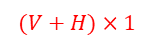 (V + H) × 1